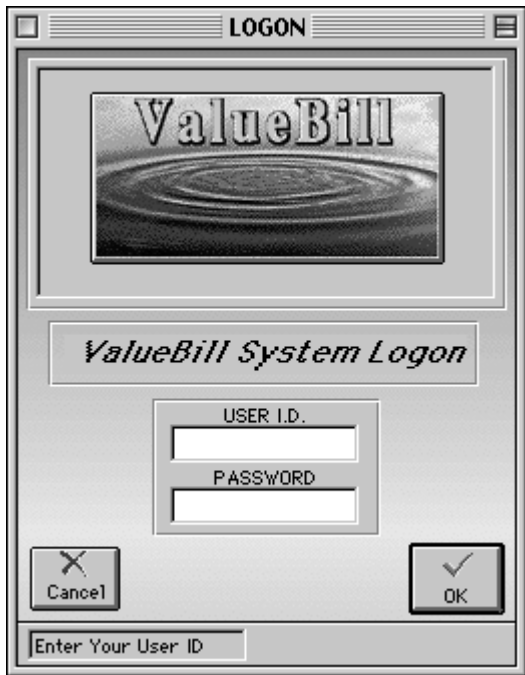 LOGON
ValueBill
ValueBill System Logon
USER I.D.
PASSWORD
Cancel
OK
Enter Your User ID